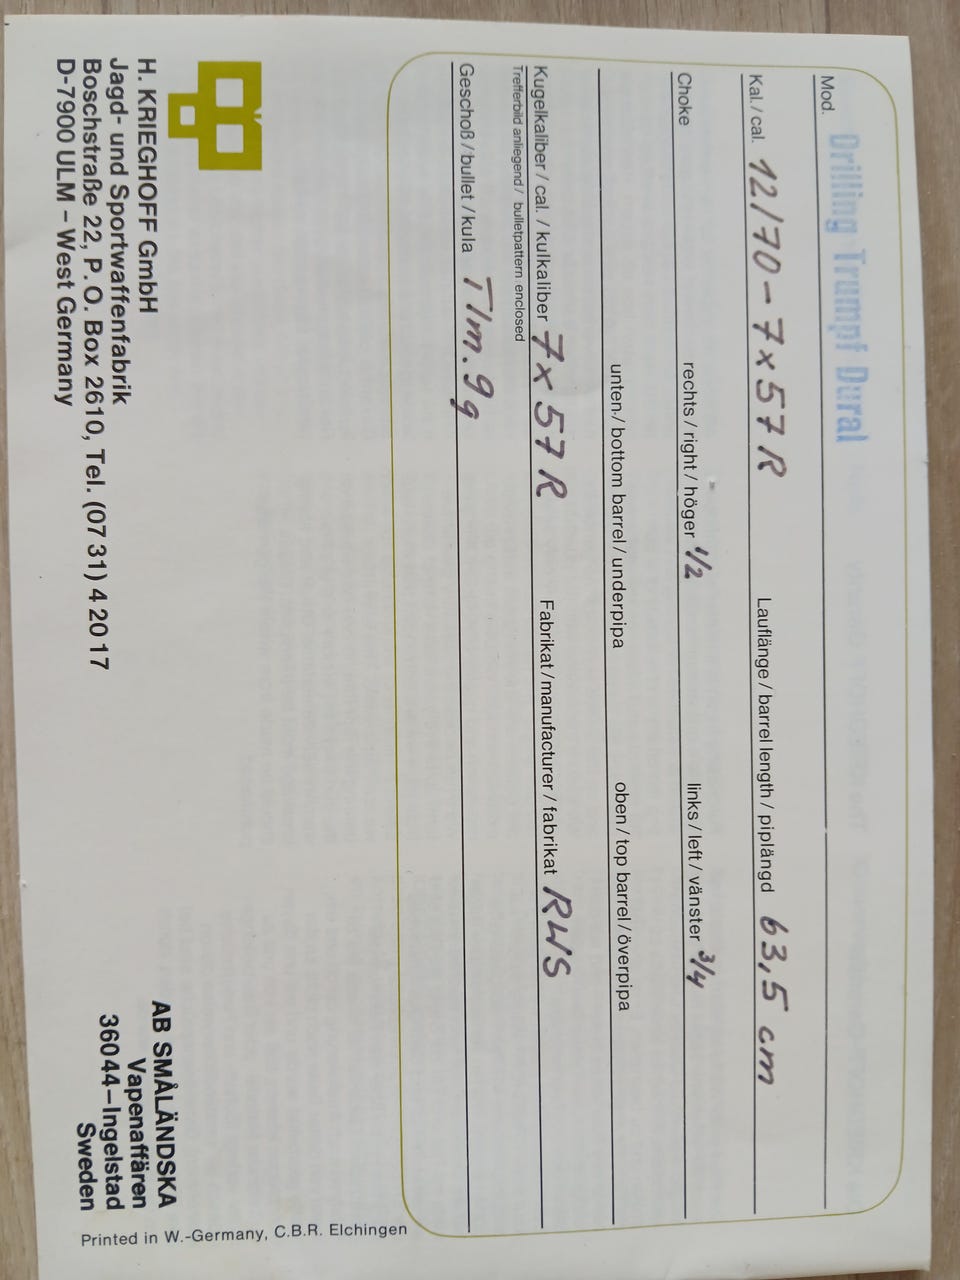 Mod. Drilling Trumpf Dural
Kal./cal. 12/70 - 7x57R Lauflänge/barrel length/piplängd 63,5 cm
Choke rechts/right/höger 1/2 links/left/vänster 3/4
unten/bottom barrel/underpipa oben/top barrel/överpipa
Kugelkaliber/cal./kulkaliber 7x57R Fabrikat/manufacturer/fabrikat RWS
Trefferbild anliegend/bulletpattern enclosed
Geschoß/bullet/kula TIm. 9g
H. KRIEGHOFF GmbH
Jagd- und Sportwaffenfabrik
Boschstraße 22, P. O. Box 2610, Tel. (07 31) 4 20 17
D-7900 ULM – West Germany
AB SMÅLÄNDSKA
Vapenaffären
36044–Ingelstad
Sweden
Printed in W.-Germany, C.B.R. Elchingen